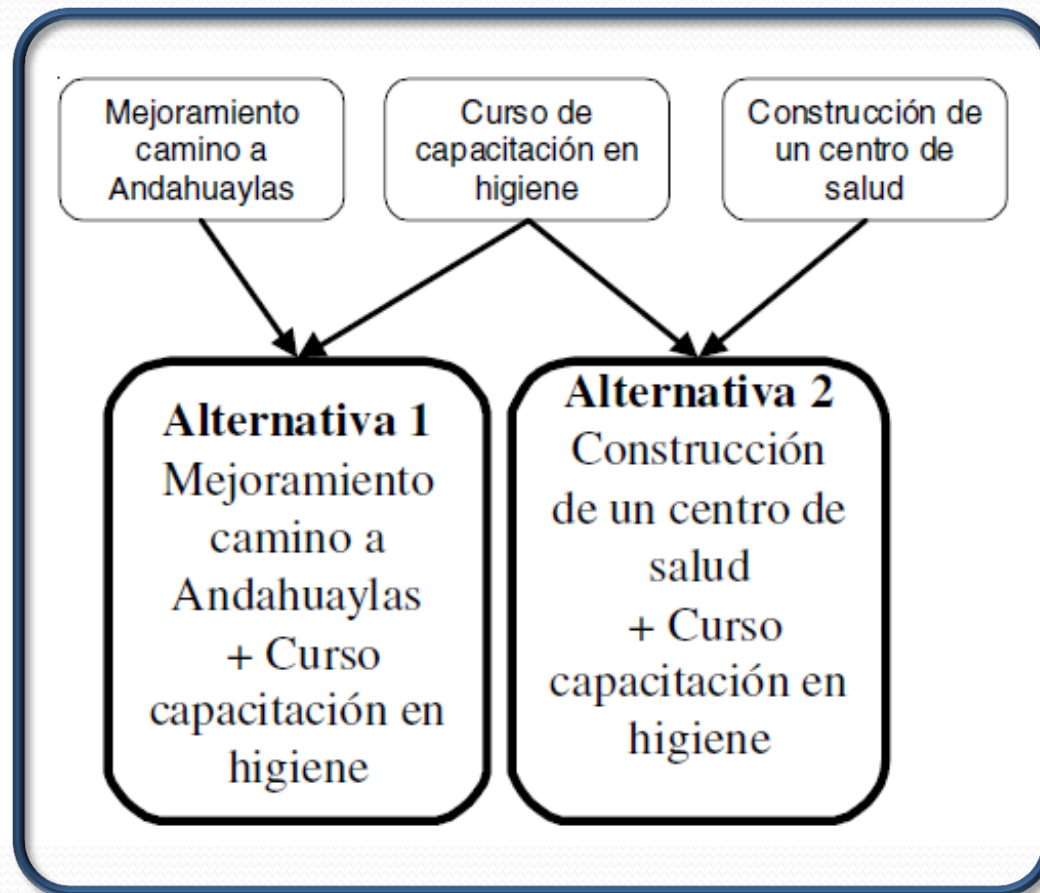 Mejoramiento
camino a
Andahuaylas
Curso de
capacitación en
higiene
Construcción de
un centro de
salud
Alternativa 1
Mejoramiento
camino a
Andahuaylas
+ Curso
capacitación en
higiene
Alternativa 2
Construcción
de un centro de
salud
+ Curso
capacitación en
higiene